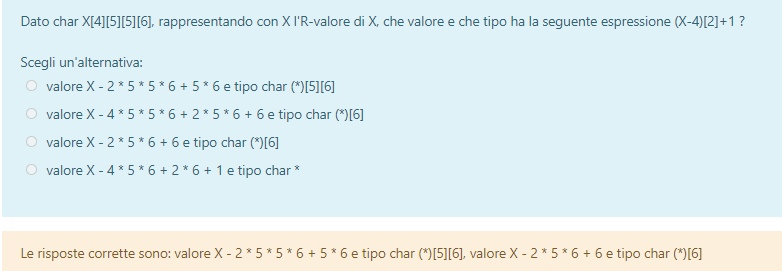 Dato char X[4][5][5][6], rappresentando con X l'R-valore di X, che valore e che tipo ha la seguente espressione (X-4)[2]+1 ?
Scegli un'alternativa:
valore X - 2 * 5 * 5 * 6 + 5 * 6 e tipo char (*)[5][6]
valore X - 4 * 5 * 5 * 6 + 2 * 5 * 6 + 6 e tipo char (*)[6]
valore X - 2 * 5 * 6 + 6 e tipo char (*)[6]
valore X - 4 * 5 * 6 + 2 * 6 + 1 e tipo char *
Le risposte corrette sono: valore X - 2 * 5 * 5 * 6 + 5 * 6 e tipo char (*)[5][6], valore X - 2 * 5 * 6 + 6 e tipo char (*)[6]